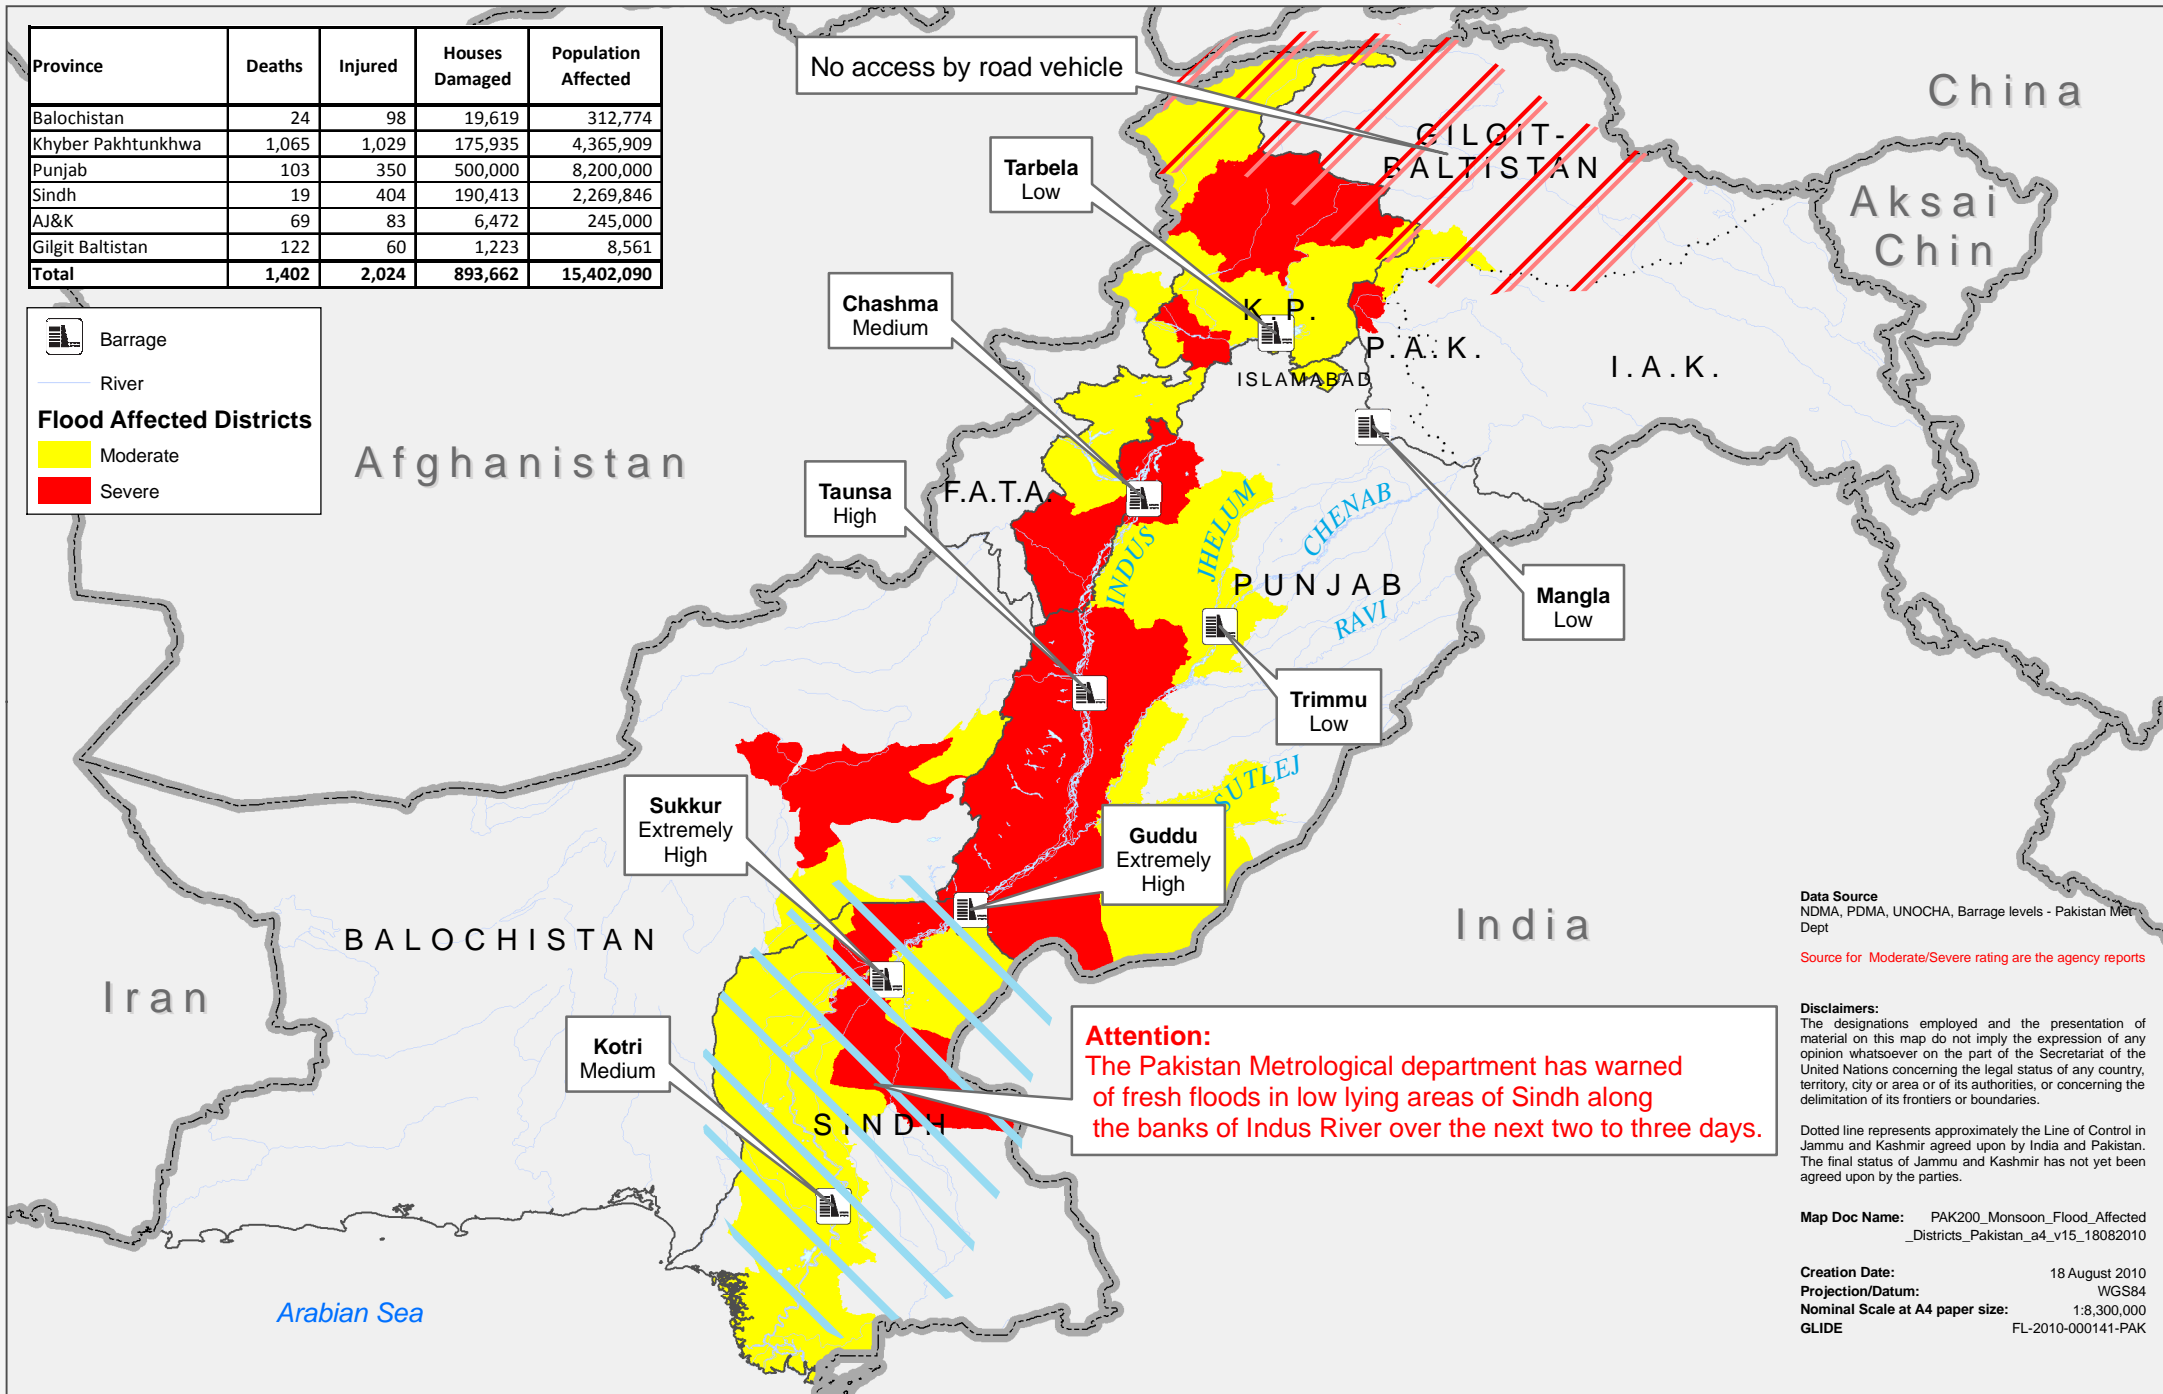 Province Deaths Injured Houses Damaged Population Affected
Balochistan 24 98 19,619 312,774
Khyber Pakhtunkhwa 1,065 1,029 175,935 4,365,909
Punjab 103 350 500,000 8,200,000
Sindh 19 404 190,413 2,269,846
AJ&K 69 83 6,472 245,000
Gilgit Baltistan 122 60 1,223 8,561
Total 1,402 2,024 893,662 15,402,090
Barrage
River
Flood Affected Districts
Moderate
Severe
No access by road vehicle
China
GILGIT-
BALTISTAN
Aksai
Chin
Tarbela
Low
Chashma
Medium
K.P.
P.A.K.
I.A.K.
ISLAMABAD
Afghanistan
Taunsa
High
F.A.T.A.
INDUS
JHELUM
CHENAB
PUNJAB
RAVI
Mangla
Low
Trimmu
Low
SUTLEJ
Sukkur
Extremely
High
Guddu
Extremely
High
BALOCHISTAN
India
Iran
Kotri
Medium
SINDH
Attention:
The Pakistan Metrological department has warned
of fresh floods in low lying areas of Sindh along
the banks of Indus River over the next two to three days.
Arabian Sea
Data Source
NDMA, PDMA, UNOCHA, Barrage levels - Pakistan Met
Dept
Source for Moderate/Severe rating are the agency reports
Disclaimers:
The designations employed and the presentation of
material on this map do not imply the expression of any
opinion whatsoever on the part of the Secretariat of the
United Nations concerning the legal status of any country,
territory, city or area or of its authorities, or concerning the
delimitation of its frontiers or boundaries.
Dotted line represents approximately the Line of Control in
Jammu and Kashmir agreed upon by India and Pakistan.
The final status of Jammu and Kashmir has not yet been
agreed upon by the parties.
Map Doc Name: PAK200_Monsoon_Flood_Affected
_Districts_Pakistan_a4_v15_18082010
Creation Date: 18 August 2010
Projection/Datum: WGS84
Nominal Scale at A4 paper size: 1:8,300,000
GLIDE FL-2010-000141-PAK